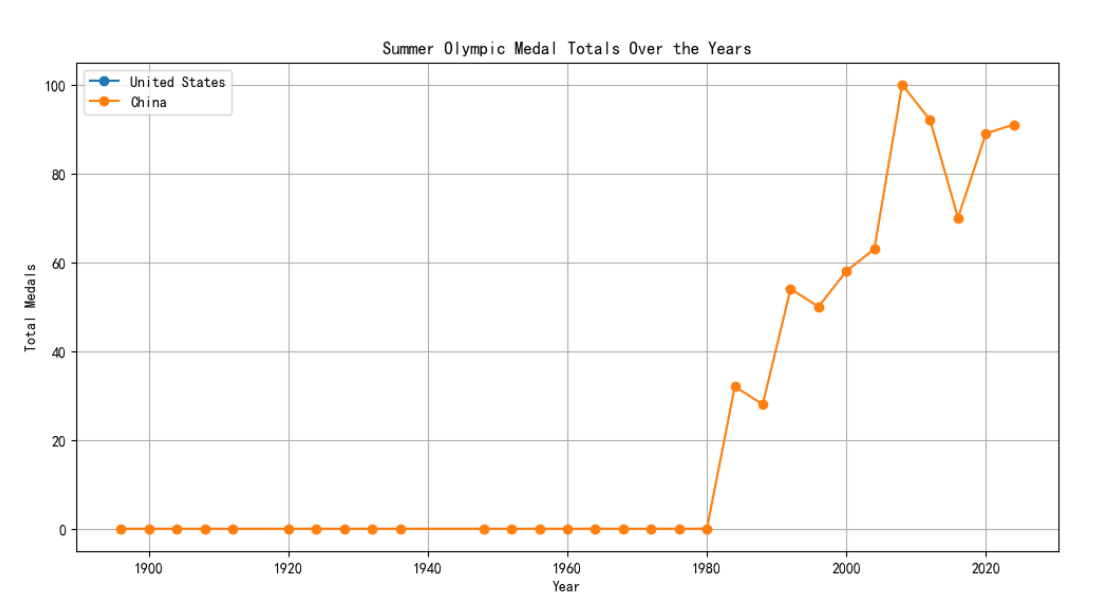 Summer Olympic Medal Totals Over the Years
United States
China
100
80
60
40
20
0
Total Medals
1900 1920 1940 1960 1980 2000 2020
Year